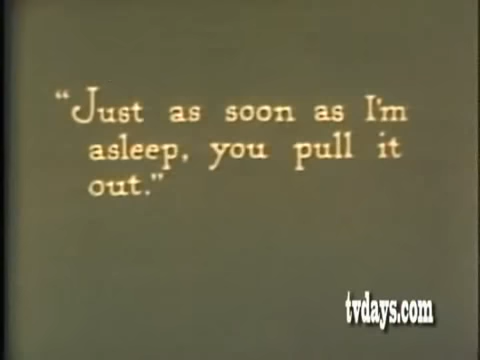 “Just as soon as I'm
asleep, you pull it
out.”
tvdays.com